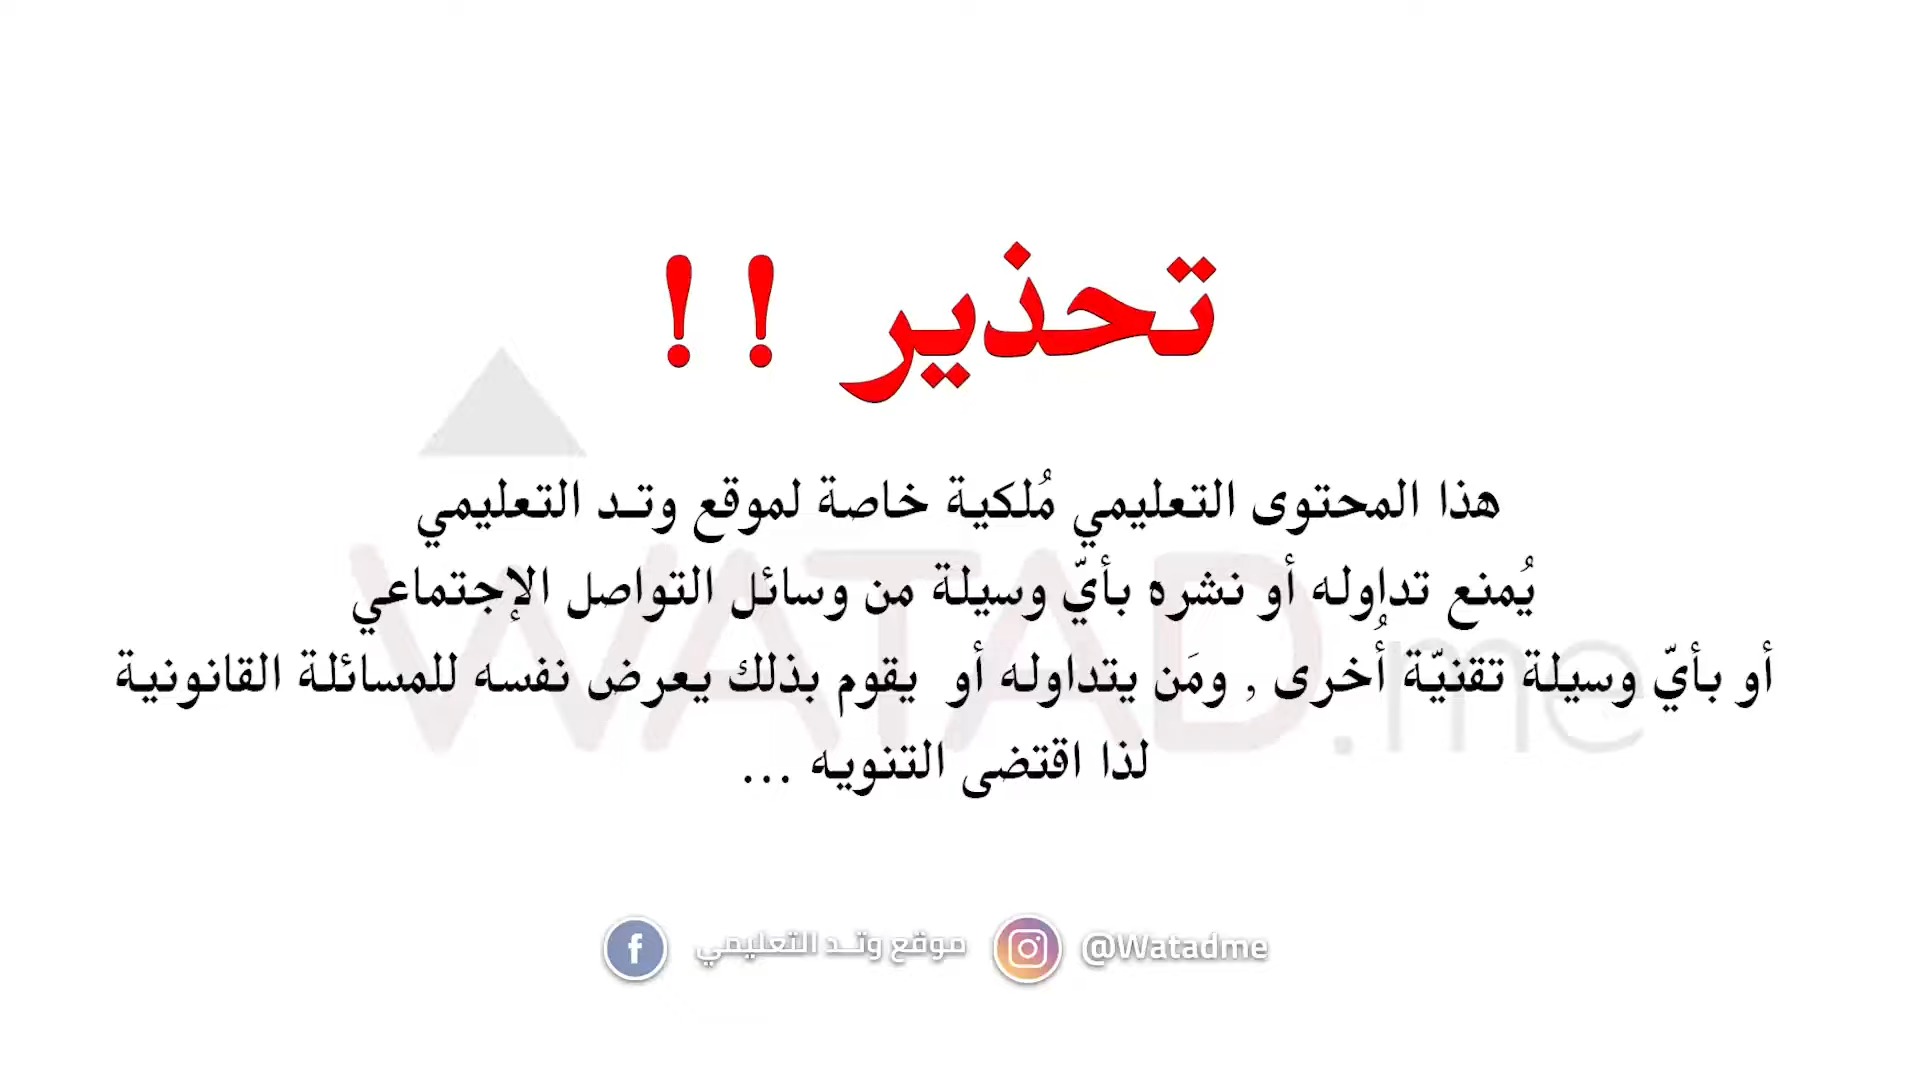 تحذير ! !
هذا المحتوى التعليمي مُلكية خاصة لموقع وتـد التعليمي
يُمنع تداوله أو نشره بأيّ وسيلة من وسائل التواصل الإجتماعي
أو بأيّ وسيلة تقنيّة أُخرى , ومَن يتداوله أو يقوم بذلك يعرض نفسه للمسائلة القانونية
لذا اقتضى التنويه ...
WATAD.me
موقع وتـد التعليمي @Watadme